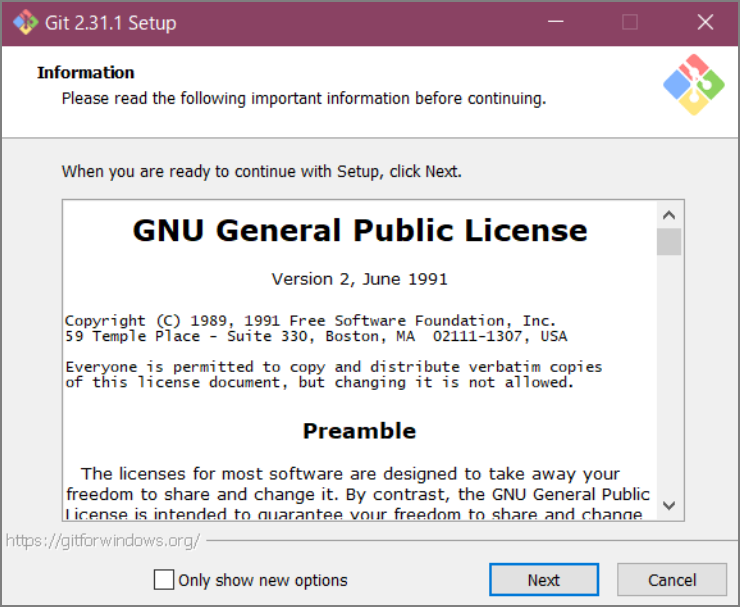 Git 2.31.1 Setup
Information
Please read the following important information before continuing.
When you are ready to continue with Setup, click Next.
GNU General Public License
Version 2, June 1991
Copyright (C) 1989, 1991 Free Software Foundation, Inc.
59 Temple Place - Suite 330, Boston, MA  02111-1307, USA
Everyone is permitted to copy and distribute verbatim copies
of this license document, but changing it is not allowed.
Preamble
The licenses for most software are designed to take away your
freedom to share and change it. By contrast, the GNU General Public
License is intended to guarantee your freedom to share and change
https://gitforwindows.org/
Only show new options
Next
Cancel